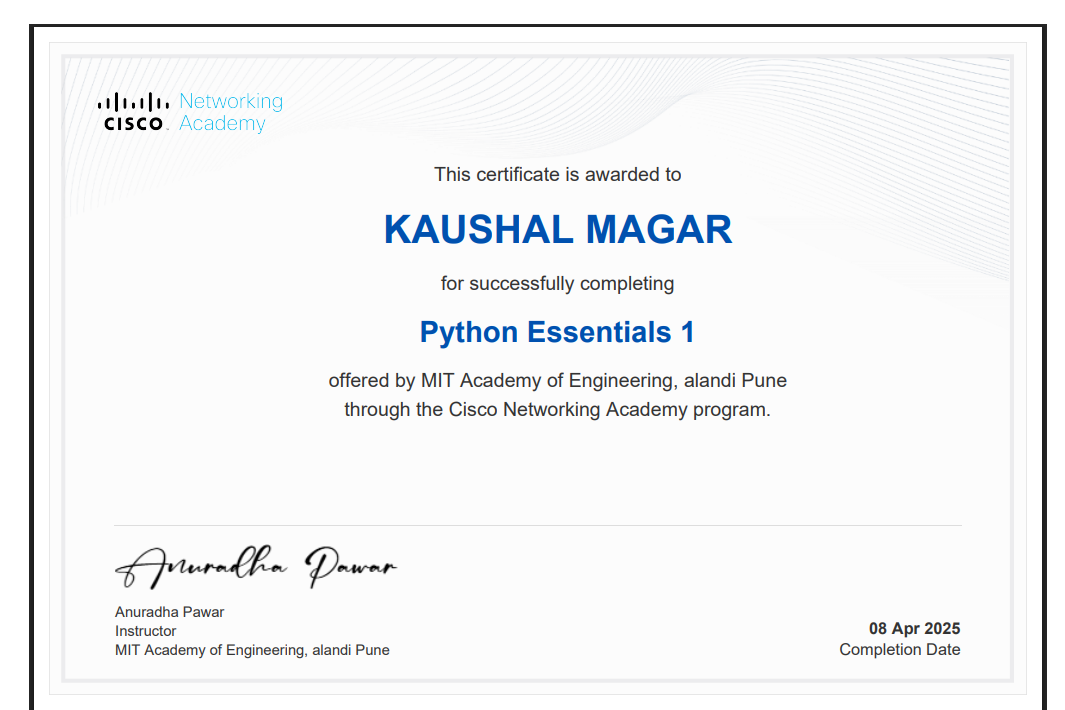 Networking
CISCO Academy
This certificate is awarded to
KAUSHAL MAGAR
for successfully completing
Python Essentials 1
offered by MIT Academy of Engineering, alandi Pune
through the Cisco Networking Academy program.
Anuradha Pawar
Anuradha Pawar
Instructor
MIT Academy of Engineering, alandi Pune
08 Apr 2025
Completion Date